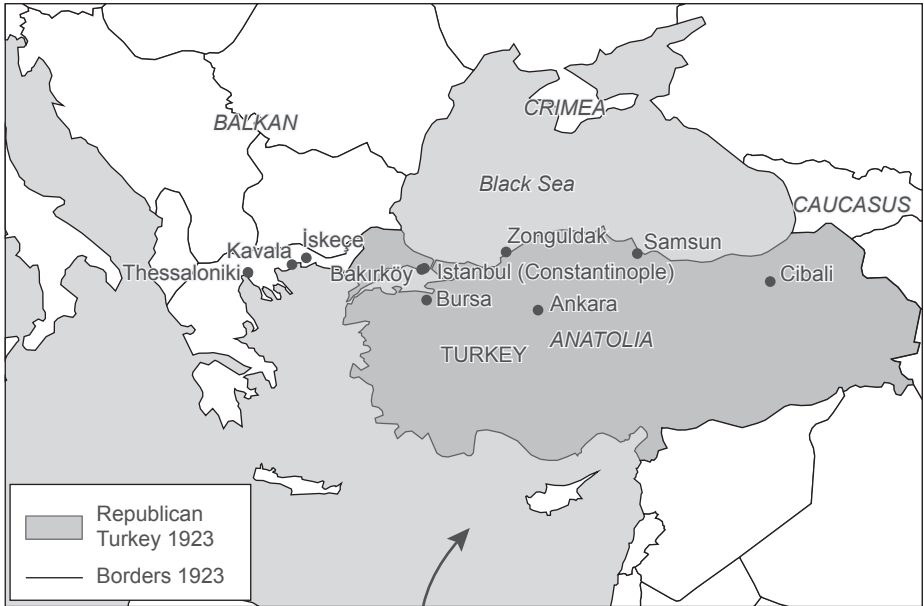 CRIMEA
BALKAN
Black Sea
CAUCASUS
İskeçe
Kavala
Zonguldak
Samsun
Thessaloniki
Bakırköy
Istanbul (Constantinople)
Cibali
Bursa
Ankara
ANATOLIA
TURKEY
Republican
Turkey 1923
Borders 1923